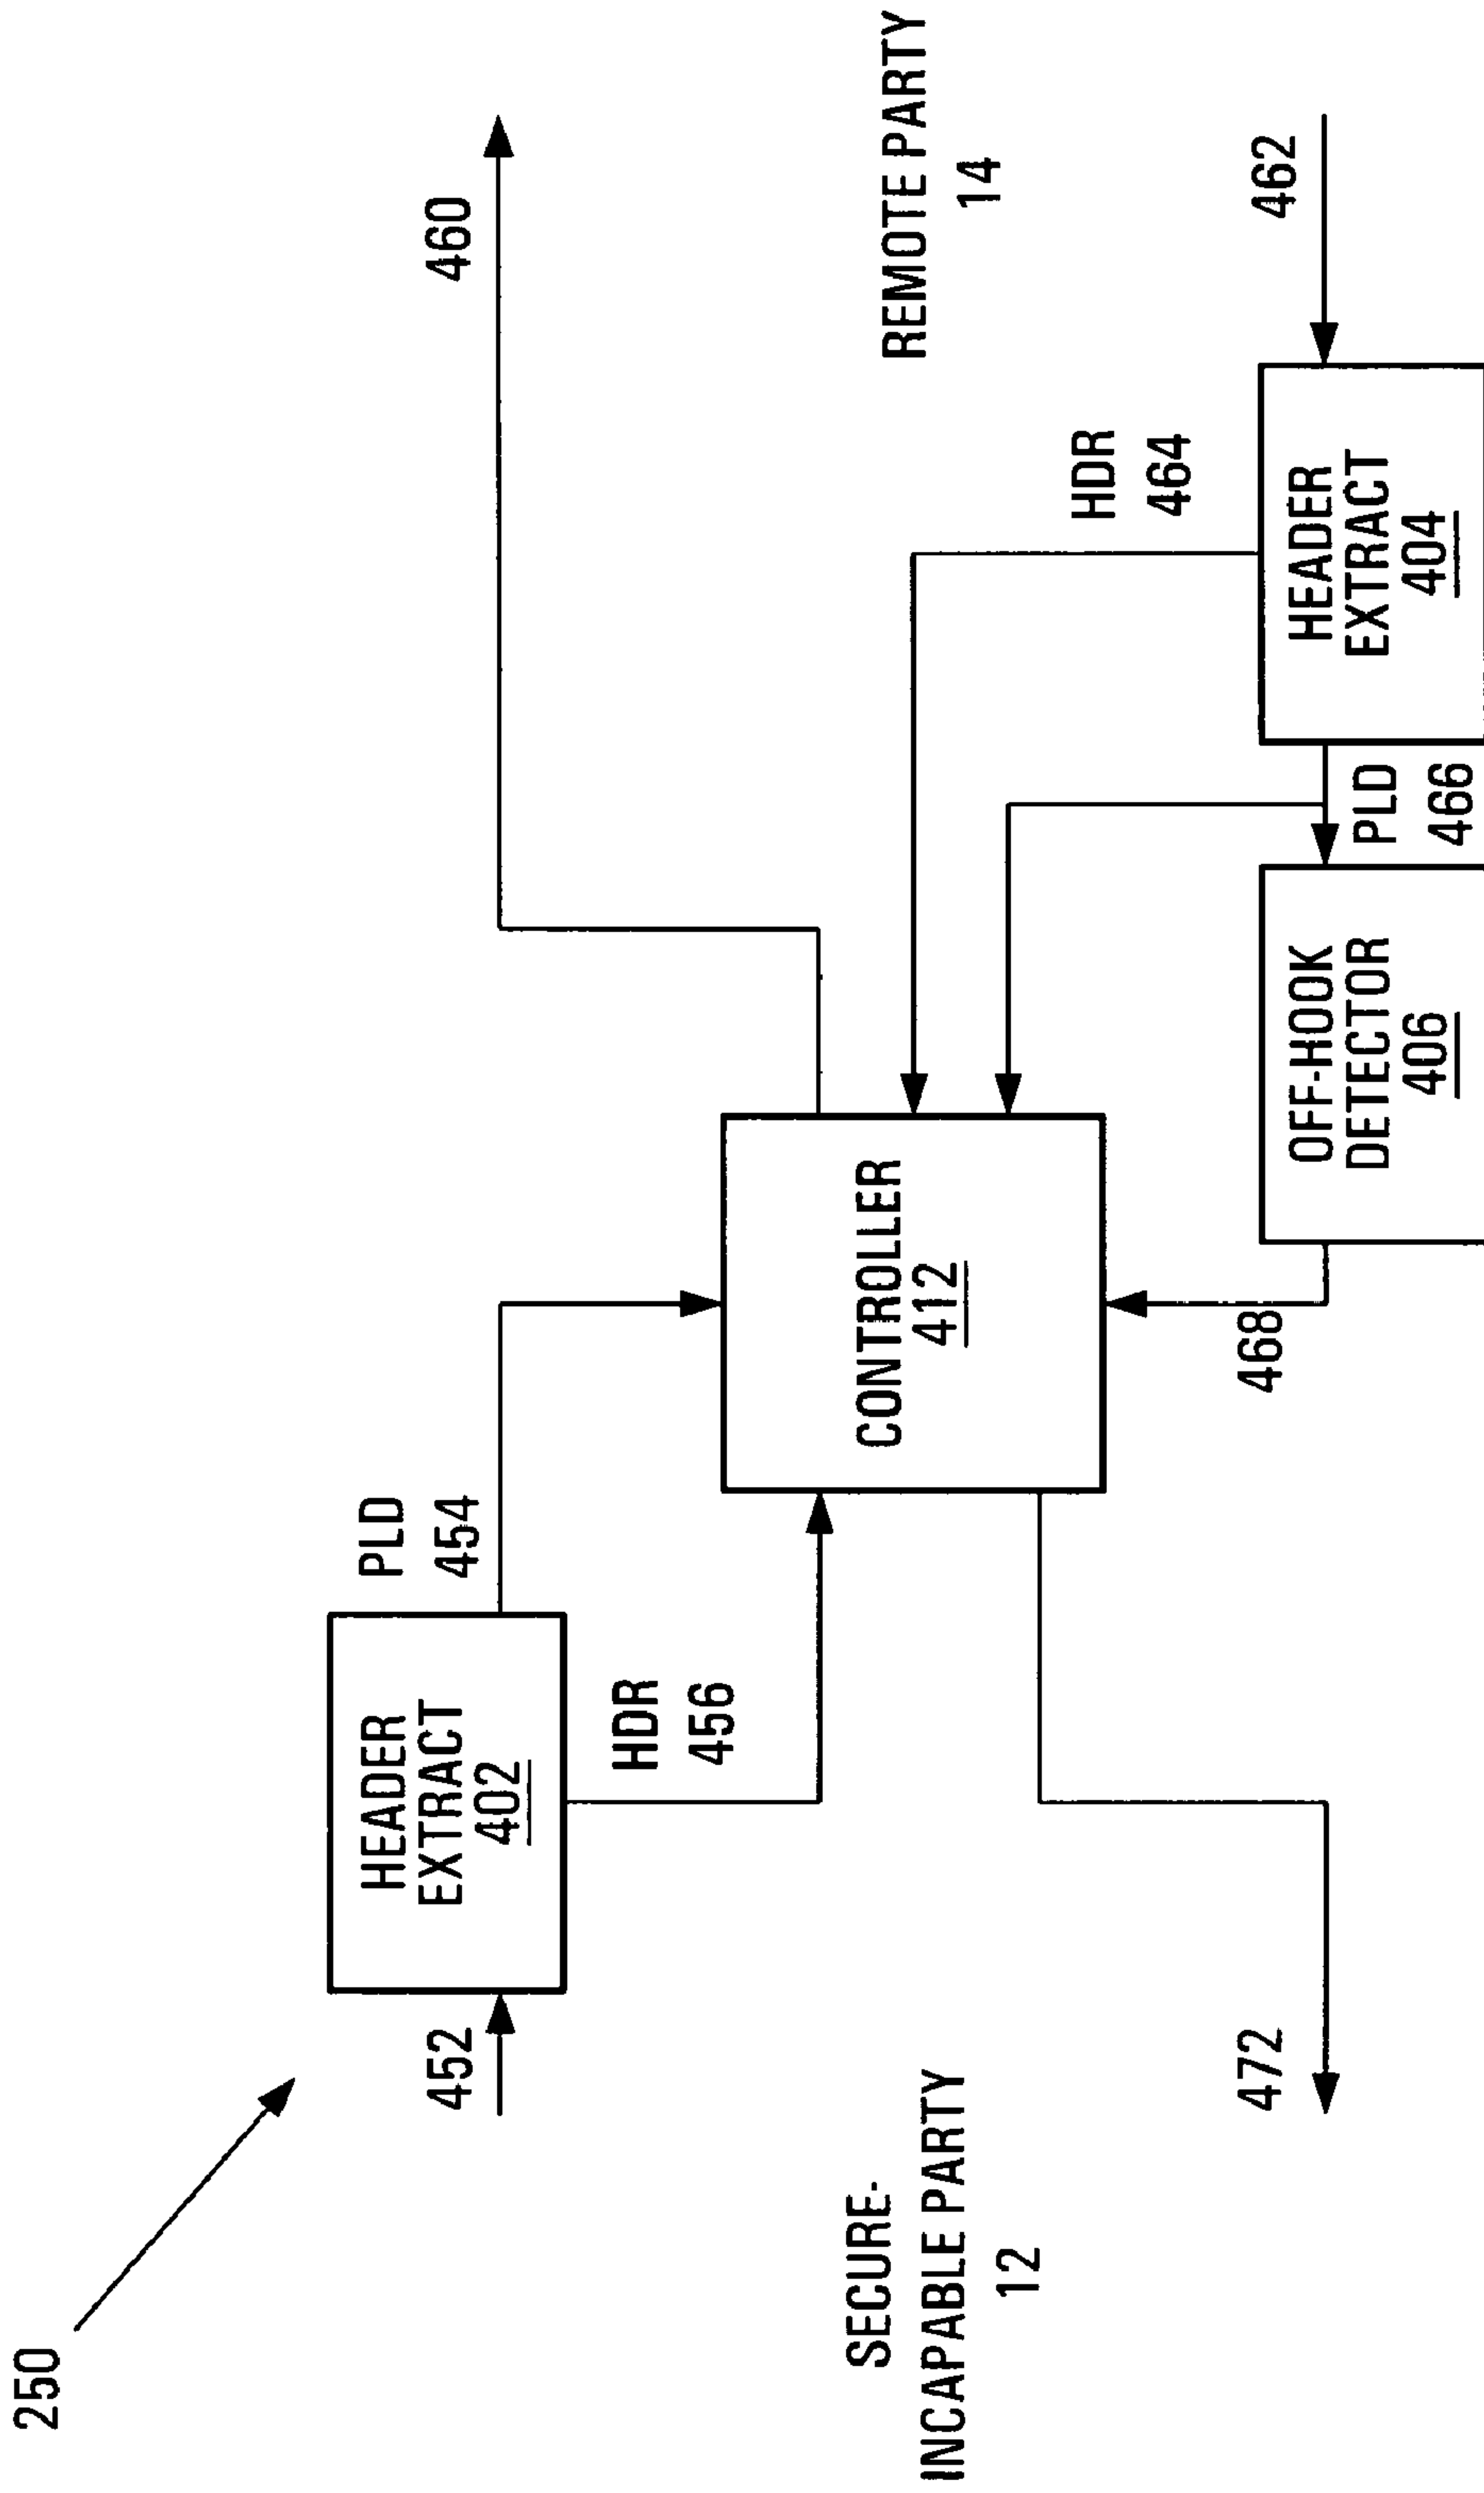 250
452
HEADER
EXTRACT
402
PLD
454
HDR
456
460
SECURE-
INCAPABLE PARTY
12
CONTROLLER
412
REMOTE PARTY
14
HDR
464
472
468
OFF-HOOK
DETECTOR
406
PLD
466
HEADER
EXTRACT
404
462